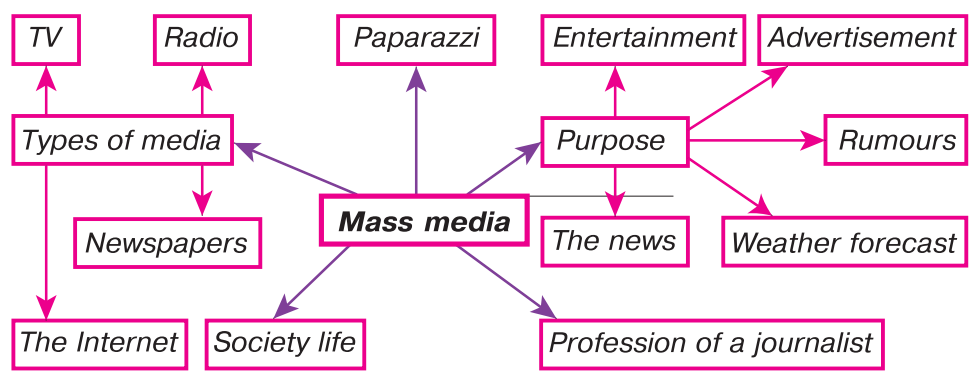 TV
Radio
Paparazzi
Entertainment
Advertisement
Types of media
Purpose
Rumours
Mass media
Newspapers
The news
Weather forecast
The Internet
Society life
Profession of a journalist